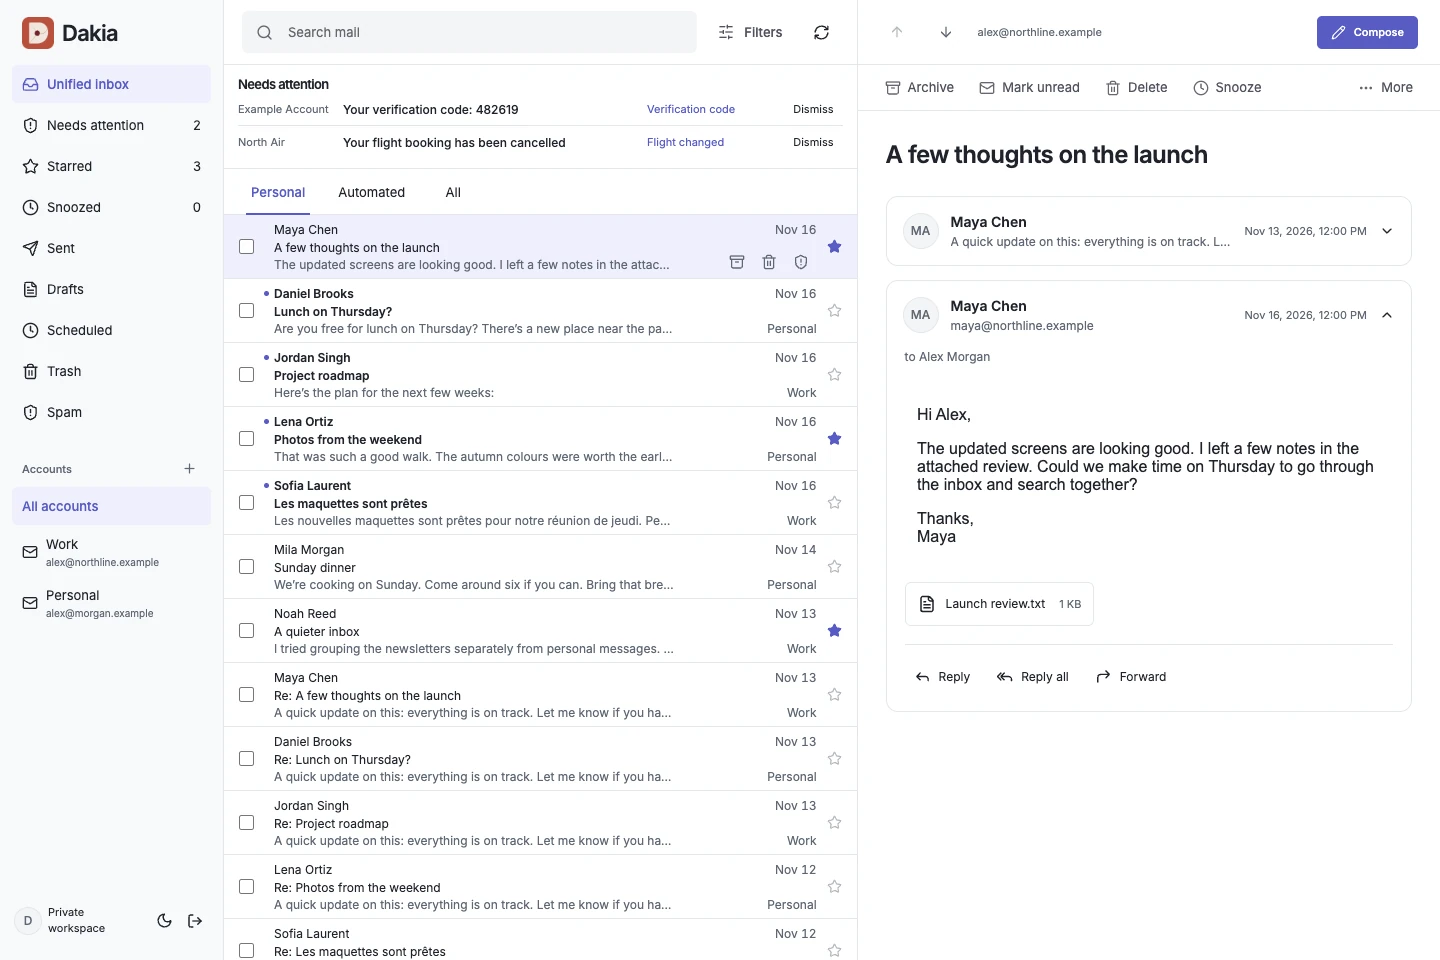 Dakia
Unified inbox
Needs attention 2
Starred 3
Snoozed 0
Sent
Drafts
Scheduled
Trash
Spam
Accounts
All accounts
Work
alex@northline.example
Personal
alex@morgan.example
D
Private
workspace
Search mail
Filters
Needs attention
Example Account Your verification code: 482619 Verification code Dismiss
North Air Your flight booking has been cancelled Flight changed Dismiss
Personal Automated All
Maya Chen Nov 16
A few thoughts on the launch
The updated screens are looking good. I left a few notes in the attac...
Daniel Brooks Nov 16
Lunch on Thursday?
Are you free for lunch on Thursday? There's a new place near the pa... Personal
Jordan Singh Nov 16
Project roadmap
Here's the plan for the next few weeks: Work
Lena Ortiz Nov 16
Photos from the weekend
That was such a good walk. The autumn colours were worth the earl... Personal
Sofia Laurent Nov 16
Les maquettes sont prêtes
Les nouvelles maquettes sont prêtes pour notre réunion de jeudi. Pe... Work
Mila Morgan Nov 14
Sunday dinner
We're cooking on Sunday. Come around six if you can. Bring that bre... Personal
Noah Reed Nov 13
A quieter inbox
I tried grouping the newsletters separately from personal messages. ... Work
Maya Chen Nov 13
Re: A few thoughts on the launch
A quick update on this: everything is on track. Let me know if you ha... Work
Daniel Brooks Nov 13
Re: Lunch on Thursday?
A quick update on this: everything is on track. Let me know if you ha... Personal
Jordan Singh Nov 13
Re: Project roadmap
A quick update on this: everything is on track. Let me know if you ha... Work
Lena Ortiz Nov 12
Re: Photos from the weekend
A quick update on this: everything is on track. Let me know if you ha... Personal
Sofia Laurent Nov 12
Re: Les maquettes sont prêtes
alex@northline.example
Compose
Archive Mark unread Delete Snooze More
A few thoughts on the launch
MA
Maya Chen
A quick update on this: everything is on track. L...
Nov 13, 2026, 12:00 PM
MA
Maya Chen
maya@northline.example
Nov 16, 2026, 12:00 PM
to Alex Morgan
Hi Alex,
The updated screens are looking good. I left a few notes in the
attached review. Could we make time on Thursday to go through
the inbox and search together?
Thanks,
Maya
Launch review.txt 1 KB
Reply Reply all Forward